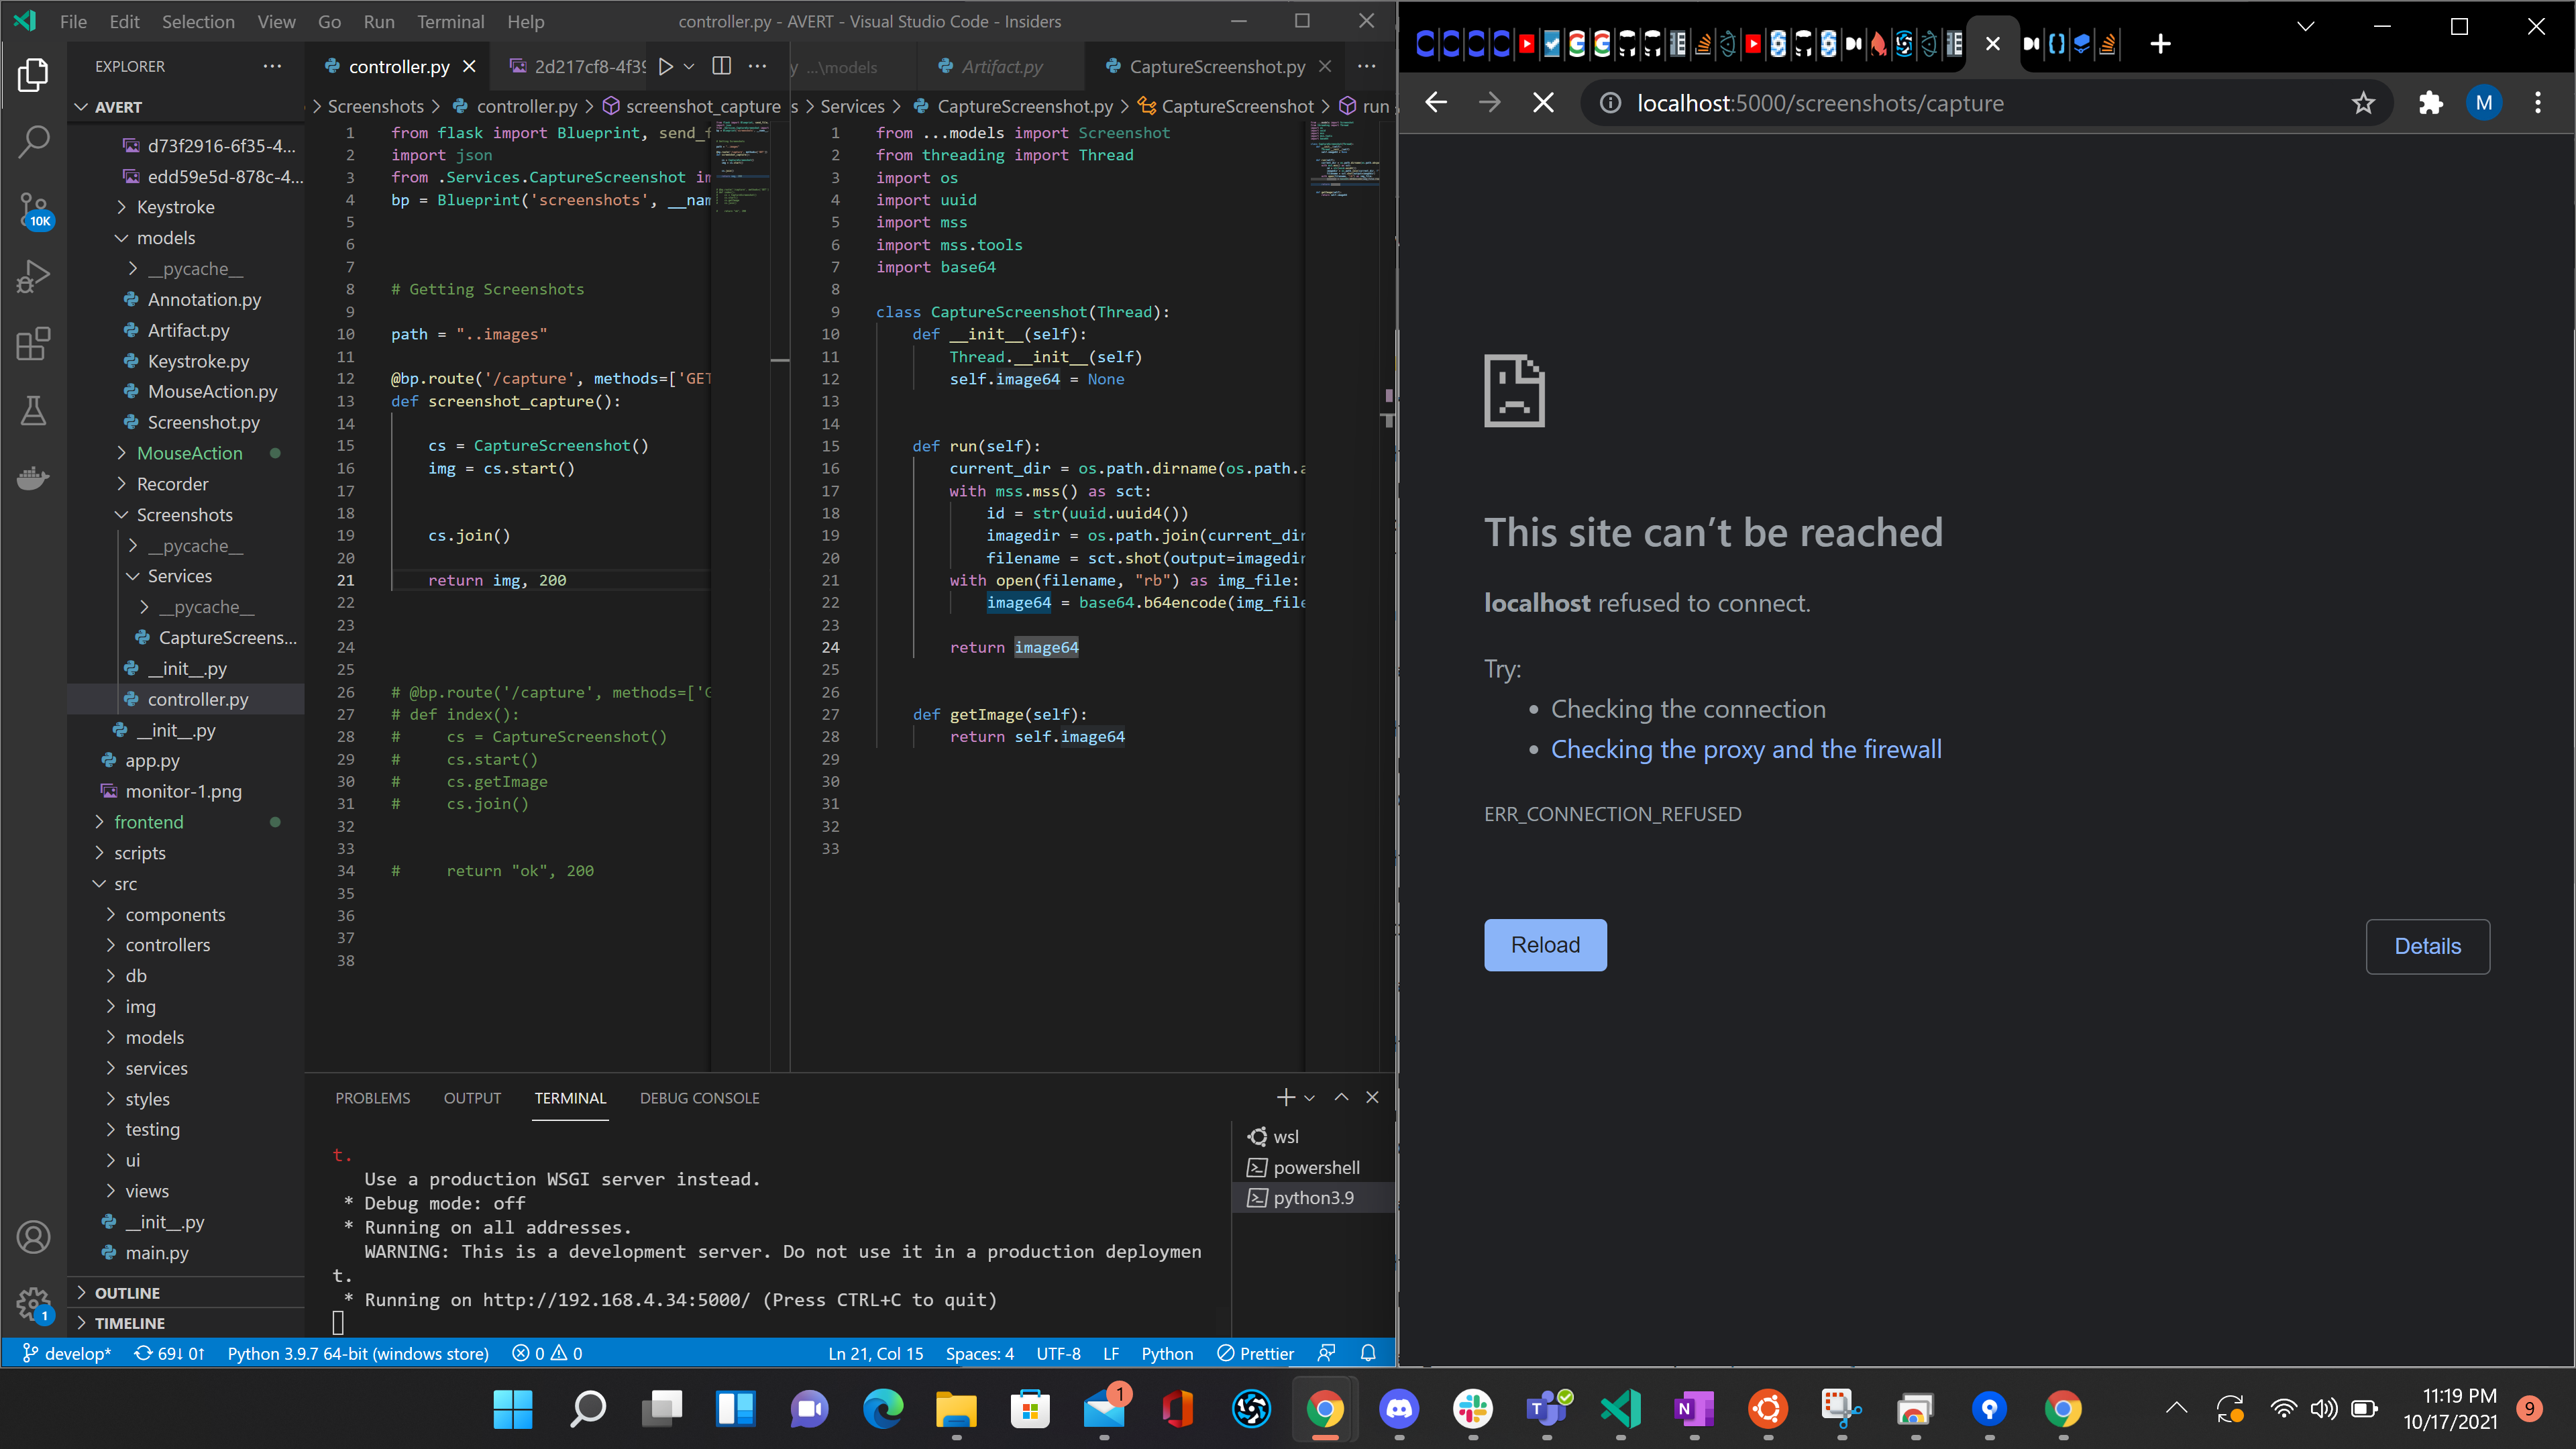 File Edit Selection View Go Run Terminal Help
controller.py - AVERT - Visual Studio Code - Insiders
EXPLORER
AVERT
d73f2916-6f35-4...
edd59e5d-878c-4...
Keystroke
models
__pycache__
Annotation.py
Artifact.py
Keystroke.py
MouseAction.py
Screenshot.py
MouseAction
Recorder
Screenshots
__pycache__
Services
__pycache__
CaptureScreens...
__init__.py
controller.py
__init__.py
app.py
monitor-1.png
frontend
scripts
src
components
controllers
db
img
models
services
styles
testing
ui
views
__init__.py
main.py
OUTLINE
TIMELINE
10K
1
controller.py
2d217cf8-4f39
Screenshots > controller.py > screenshot_capture
1 from flask import Blueprint, send_f
2 import json
3 from .Services.CaptureScreenshot im
4 bp = Blueprint('screenshots', __nam
5
6
7
8 # Getting Screenshots
9
10 path = "..images"
11
12 @bp.route('/capture', methods=['GET
13 def screenshot_capture():
14
15 cs = CaptureScreenshot()
16 img = cs.start()
17
18
19 cs.join()
20
21 return img, 200
22
23
24
25
26 # @bp.route('/capture', methods=['G
27 # def index():
28 # cs = CaptureScreenshot()
29 # cs.start()
30 # cs.getImage
31 # cs.join()
32
33
34 # return "ok", 200
35
36
37
38
y ...\models
Artifact.py
CaptureScreenshot.py
s > Services > CaptureScreenshot.py > CaptureScreenshot > run
1 from ...models import Screenshot
2 from threading import Thread
3 import os
4 import uuid
5 import mss
6 import mss.tools
7 import base64
8
9 class CaptureScreenshot(Thread):
10 def __init__(self):
11 Thread.__init__(self)
12 self.image64 = None
13
14
15 def run(self):
16 current_dir = os.path.dirname(os.path.a
17 with mss.mss() as sct:
18 id = str(uuid.uuid4())
19 imagedir = os.path.join(current_dir
20 filename = sct.shot(output=imagedir
21 with open(filename, "rb") as img_file:
22 image64 = base64.b64encode(img_file
23
24 return image64
25
26
27 def getImage(self):
28 return self.image64
29
30
31
32
33
PROBLEMS OUTPUT TERMINAL DEBUG CONSOLE
t.
Use a production WSGI server instead.
* Debug mode: off
* Running on all addresses.
WARNING: This is a development server. Do not use it in a production deploymen
t.
* Running on http://192.168.4.34:5000/ (Press CTRL+C to quit)
wsl
powershell
python3.9
develop* 69↓ 0↑ Python 3.9.7 64-bit (windows store) 0 0 Ln 21, Col 15 Spaces: 4 UTF-8 LF Python Prettier
localhost:5000/screenshots/capture
M
This site can’t be reached
localhost refused to connect.
Try:
• Checking the connection
• Checking the proxy and the firewall
ERR_CONNECTION_REFUSED
Reload
Details
1
11:19 PM
10/17/2021
9